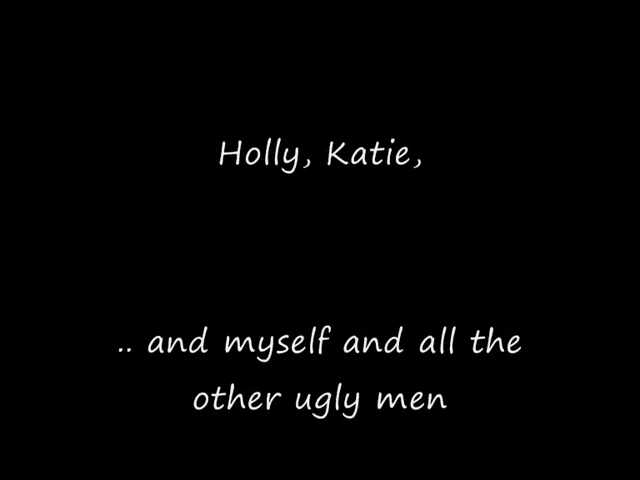 Holly, Katie,
.. and myself and all the
other ugly men